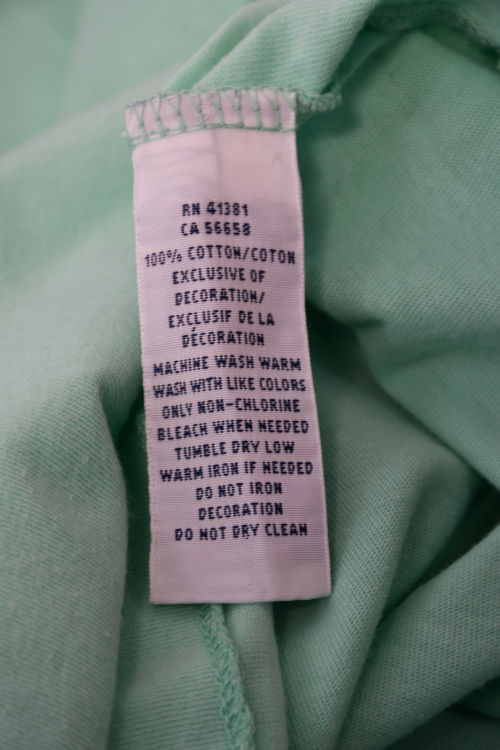 RN 41381
CA 56658
100% COTTON/COTON
EXCLUSIVE OF
DECORATION/
EXCLUSIF DE LA
DÉCORATION
MACHINE WASH WARM
WASH WITH LIKE COLORS
ONLY NON-CHLORINE
BLEACH WHEN NEEDED
TUMBLE DRY LOW
WARM IRON IF NEEDED
DO NOT IRON
DECORATION
DO NOT DRY CLEAN